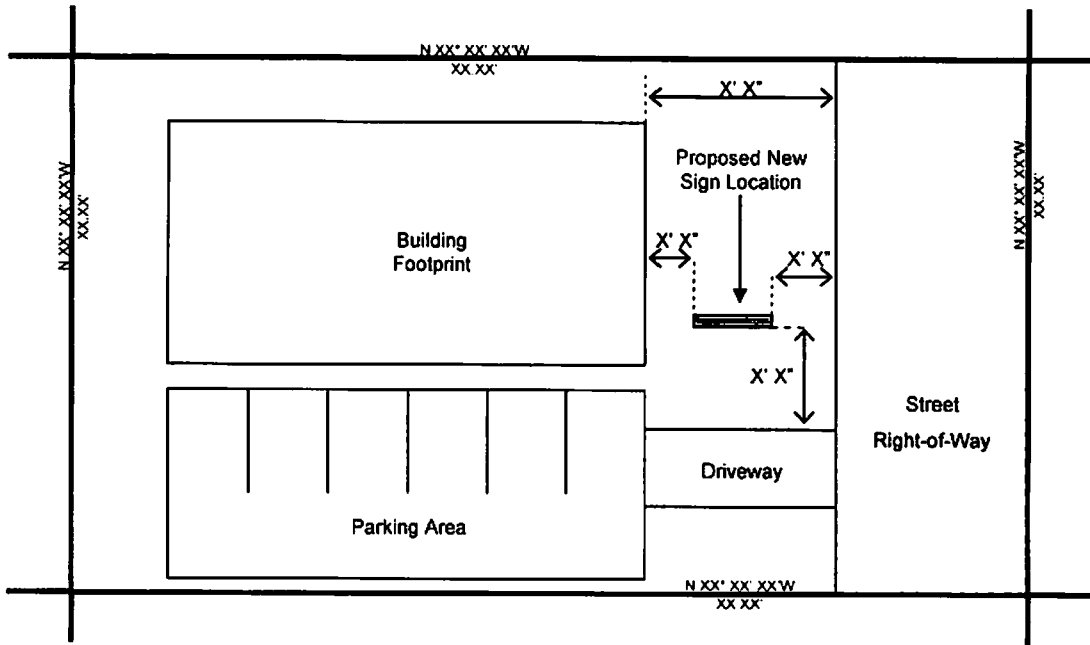 N XX° XX' XX'W
XX.XX'
X' X"
Proposed New
Sign Location
N XX° XX' XX'W
XX.XX'
N XX° XX' XX'W
XX.XX'
Building
Footprint
X' X"
X' X"
X' X"
Street
Right-of-Way
Driveway
Parking Area
N XX° XX' XX'W
XX XX'